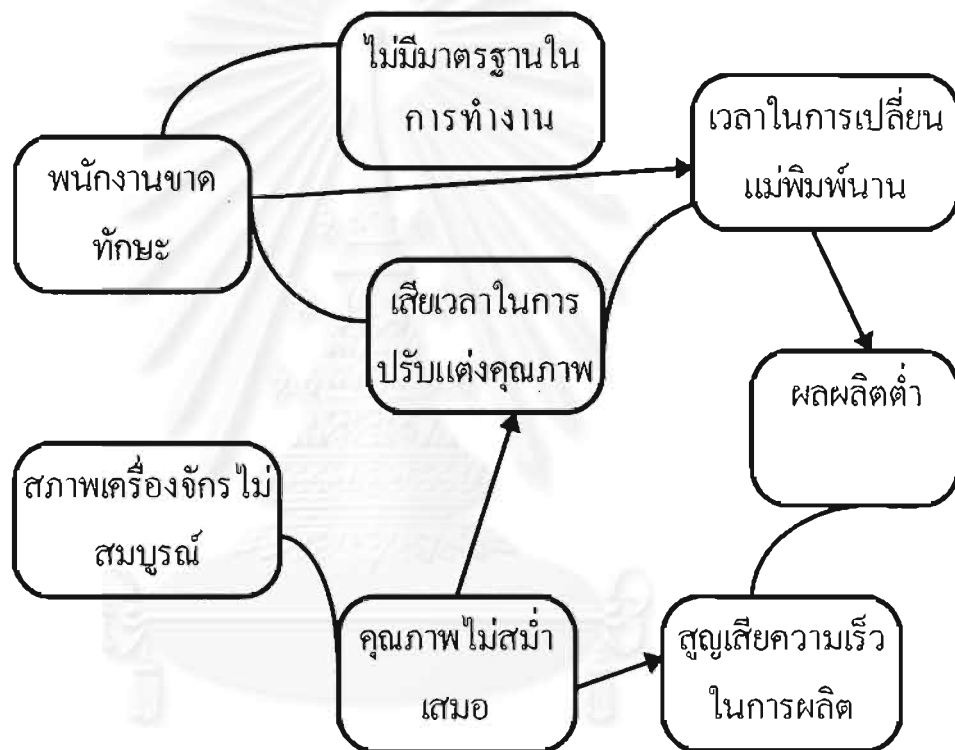 ไม่มีมาตรฐานใน
การทำงาน
เวลาในการเปลี่ยน
แม่พิมพ์นาน
พนักงานขาด
ทักษะ
เสียเวลาในการ
ปรับแต่งคุณภาพ
ผลผลิตต่ำ
สภาพเครื่องจักรไม่
สมบูรณ์
คุณภาพไม่สม่ำ
เสมอ
สูญเสียความเร็ว
ในการผลิต